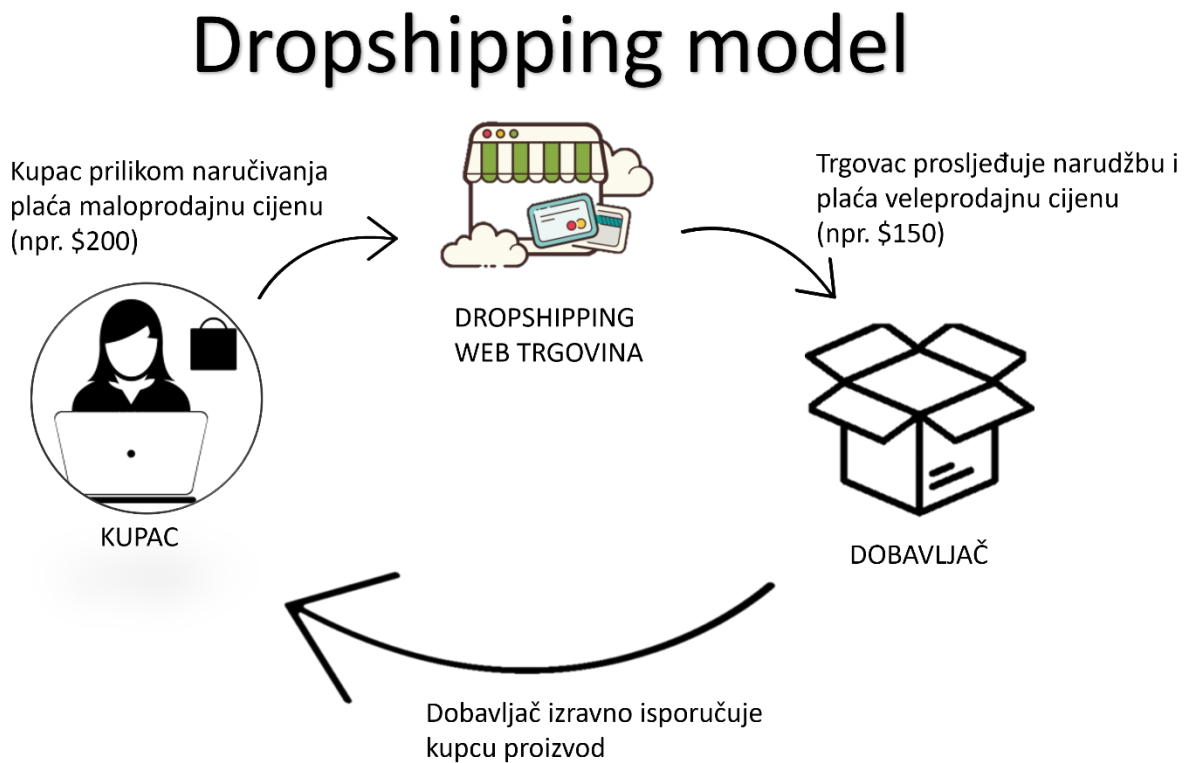 Dropshipping model
Kupac prilikom naručivanja
plaća maloprodajnu cijenu
(npr. $200)
Trgovac prosljeđuje narudžbu i
plaća veleprodajnu cijenu
(npr. $150)
DROPSHIPPING
WEB TRGOVINA
KUPAC
DOBAVLJAČ
Dobavljač izravno isporučuje
kupcu proizvod